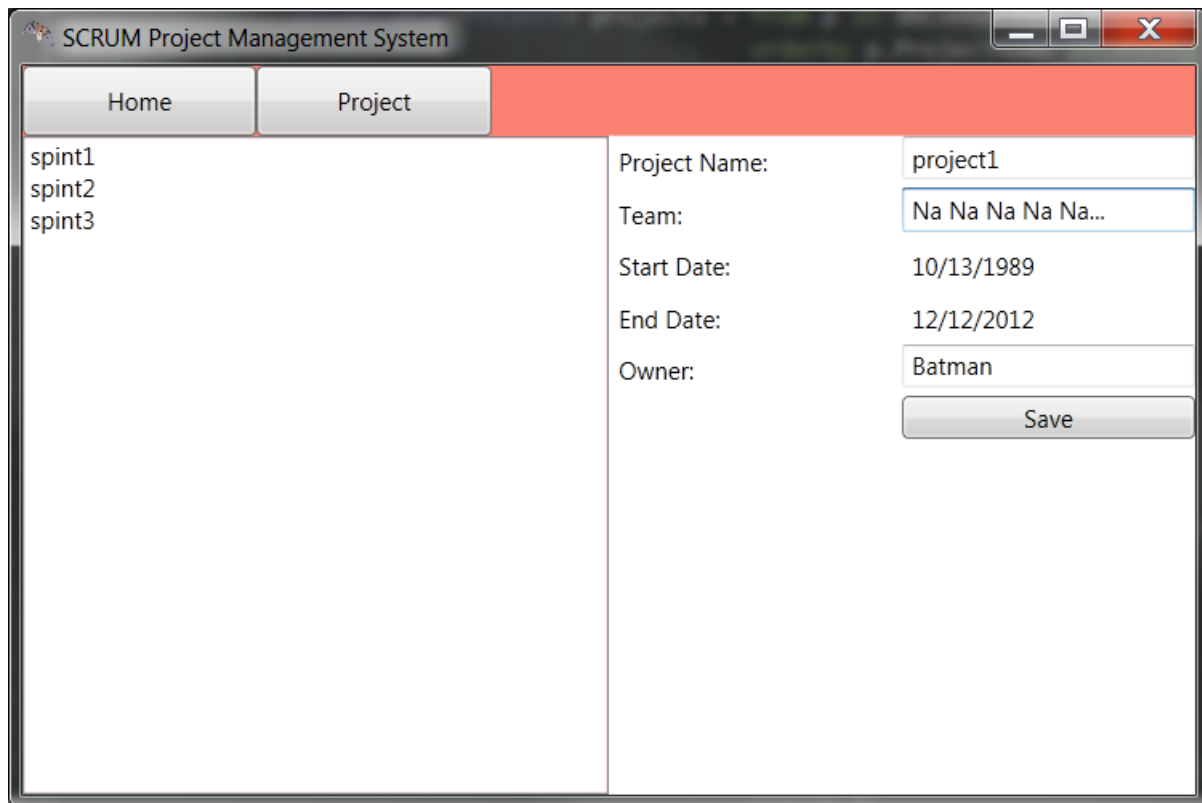 SCRUM Project Management System
Home Project
spint1
spint2
spint3
Project Name: project1
Team: Na Na Na Na Na...
Start Date: 10/13/1989
End Date: 12/12/2012
Owner: Batman
Save